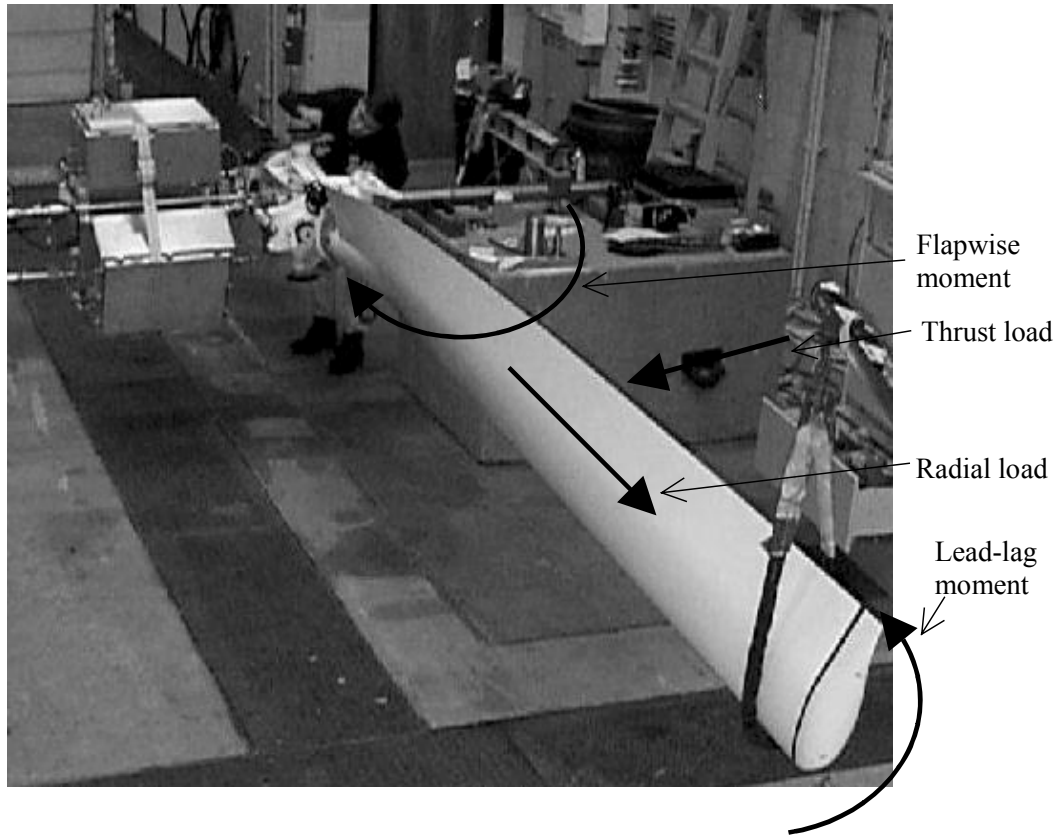 Flapwise
moment
Thrust load
Radial load
Lead-lag
moment